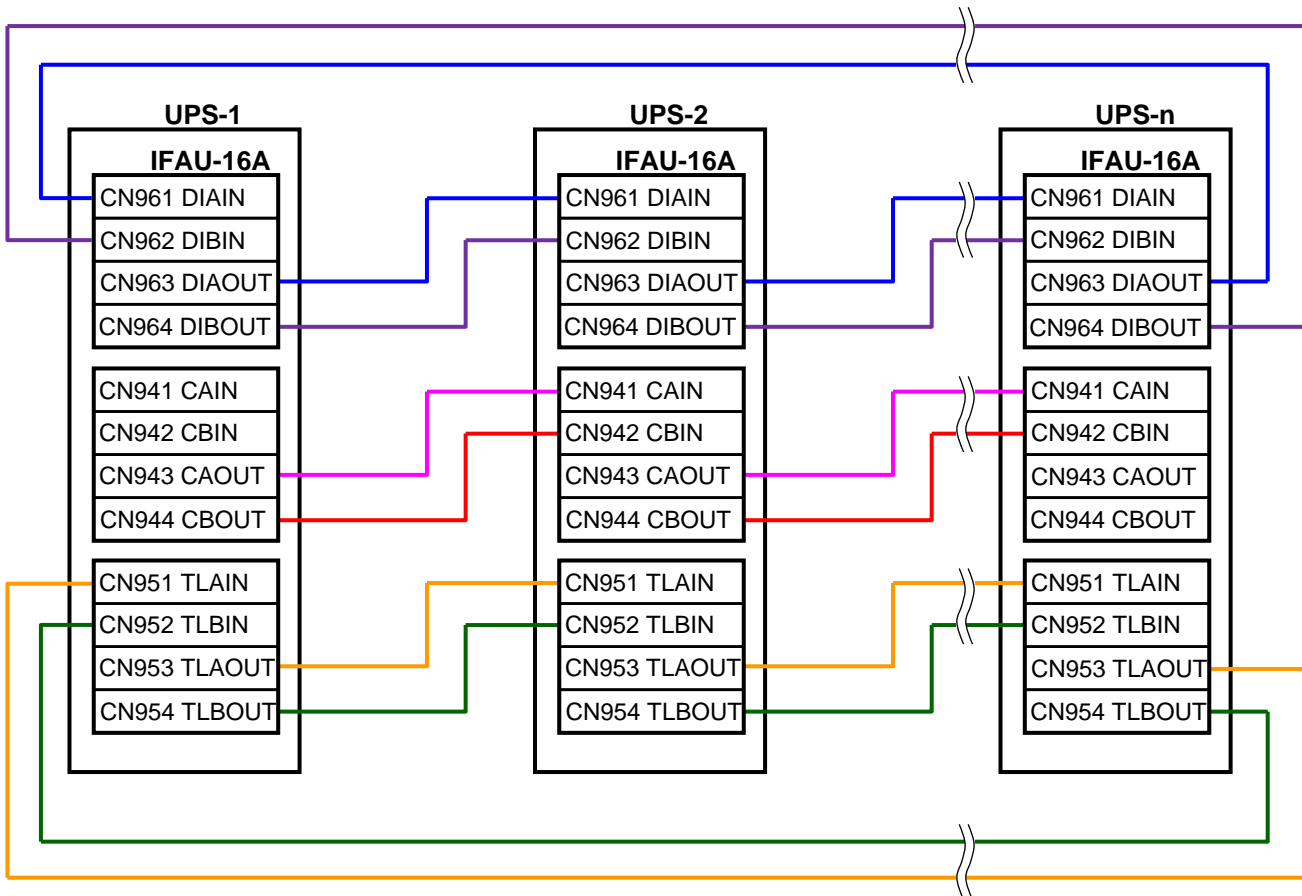 UPS-1
IFAU-16A
CN961 DIAIN
CN962 DIBIN
CN963 DIAOUT
CN964 DIBOUT
CN941 CAIN
CN942 CBIN
CN943 CAOUT
CN944 CBOUT
CN951 TLAIN
CN952 TLBIN
CN953 TLAOUT
CN954 TLBOUT
UPS-2
IFAU-16A
CN961 DIAIN
CN962 DIBIN
CN963 DIAOUT
CN964 DIBOUT
CN941 CAIN
CN942 CBIN
CN943 CAOUT
CN944 CBOUT
CN951 TLAIN
CN952 TLBIN
CN953 TLAOUT
CN954 TLBOUT
UPS-n
IFAU-16A
CN961 DIAIN
CN962 DIBIN
CN963 DIAOUT
CN964 DIBOUT
CN941 CAIN
CN942 CBIN
CN943 CAOUT
CN944 CBOUT
CN951 TLAIN
CN952 TLBIN
CN953 TLAOUT
CN954 TLBOUT